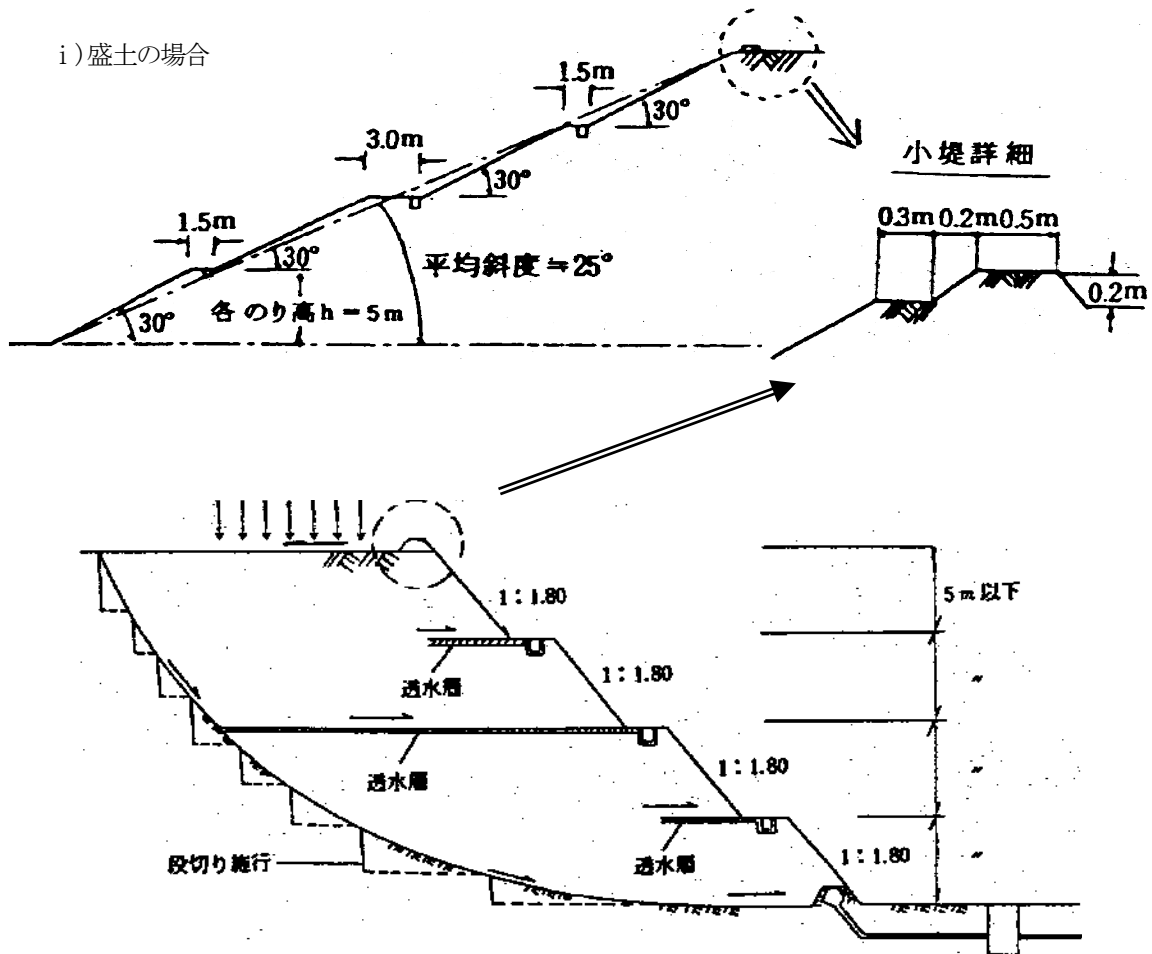 ⅰ)盛土の場合
1.5m
30°
3.0m
小堤詳細
30°
0.3m 0.2m 0.5m
1.5m
30°
平均斜度≒25°
0.2m
各のり高h=5m
30°
1:1.80
5m以下
透水層
1:1.80
〃
透水層
1:1.80
〃
段切り施行
透水層
1:1.80
〃